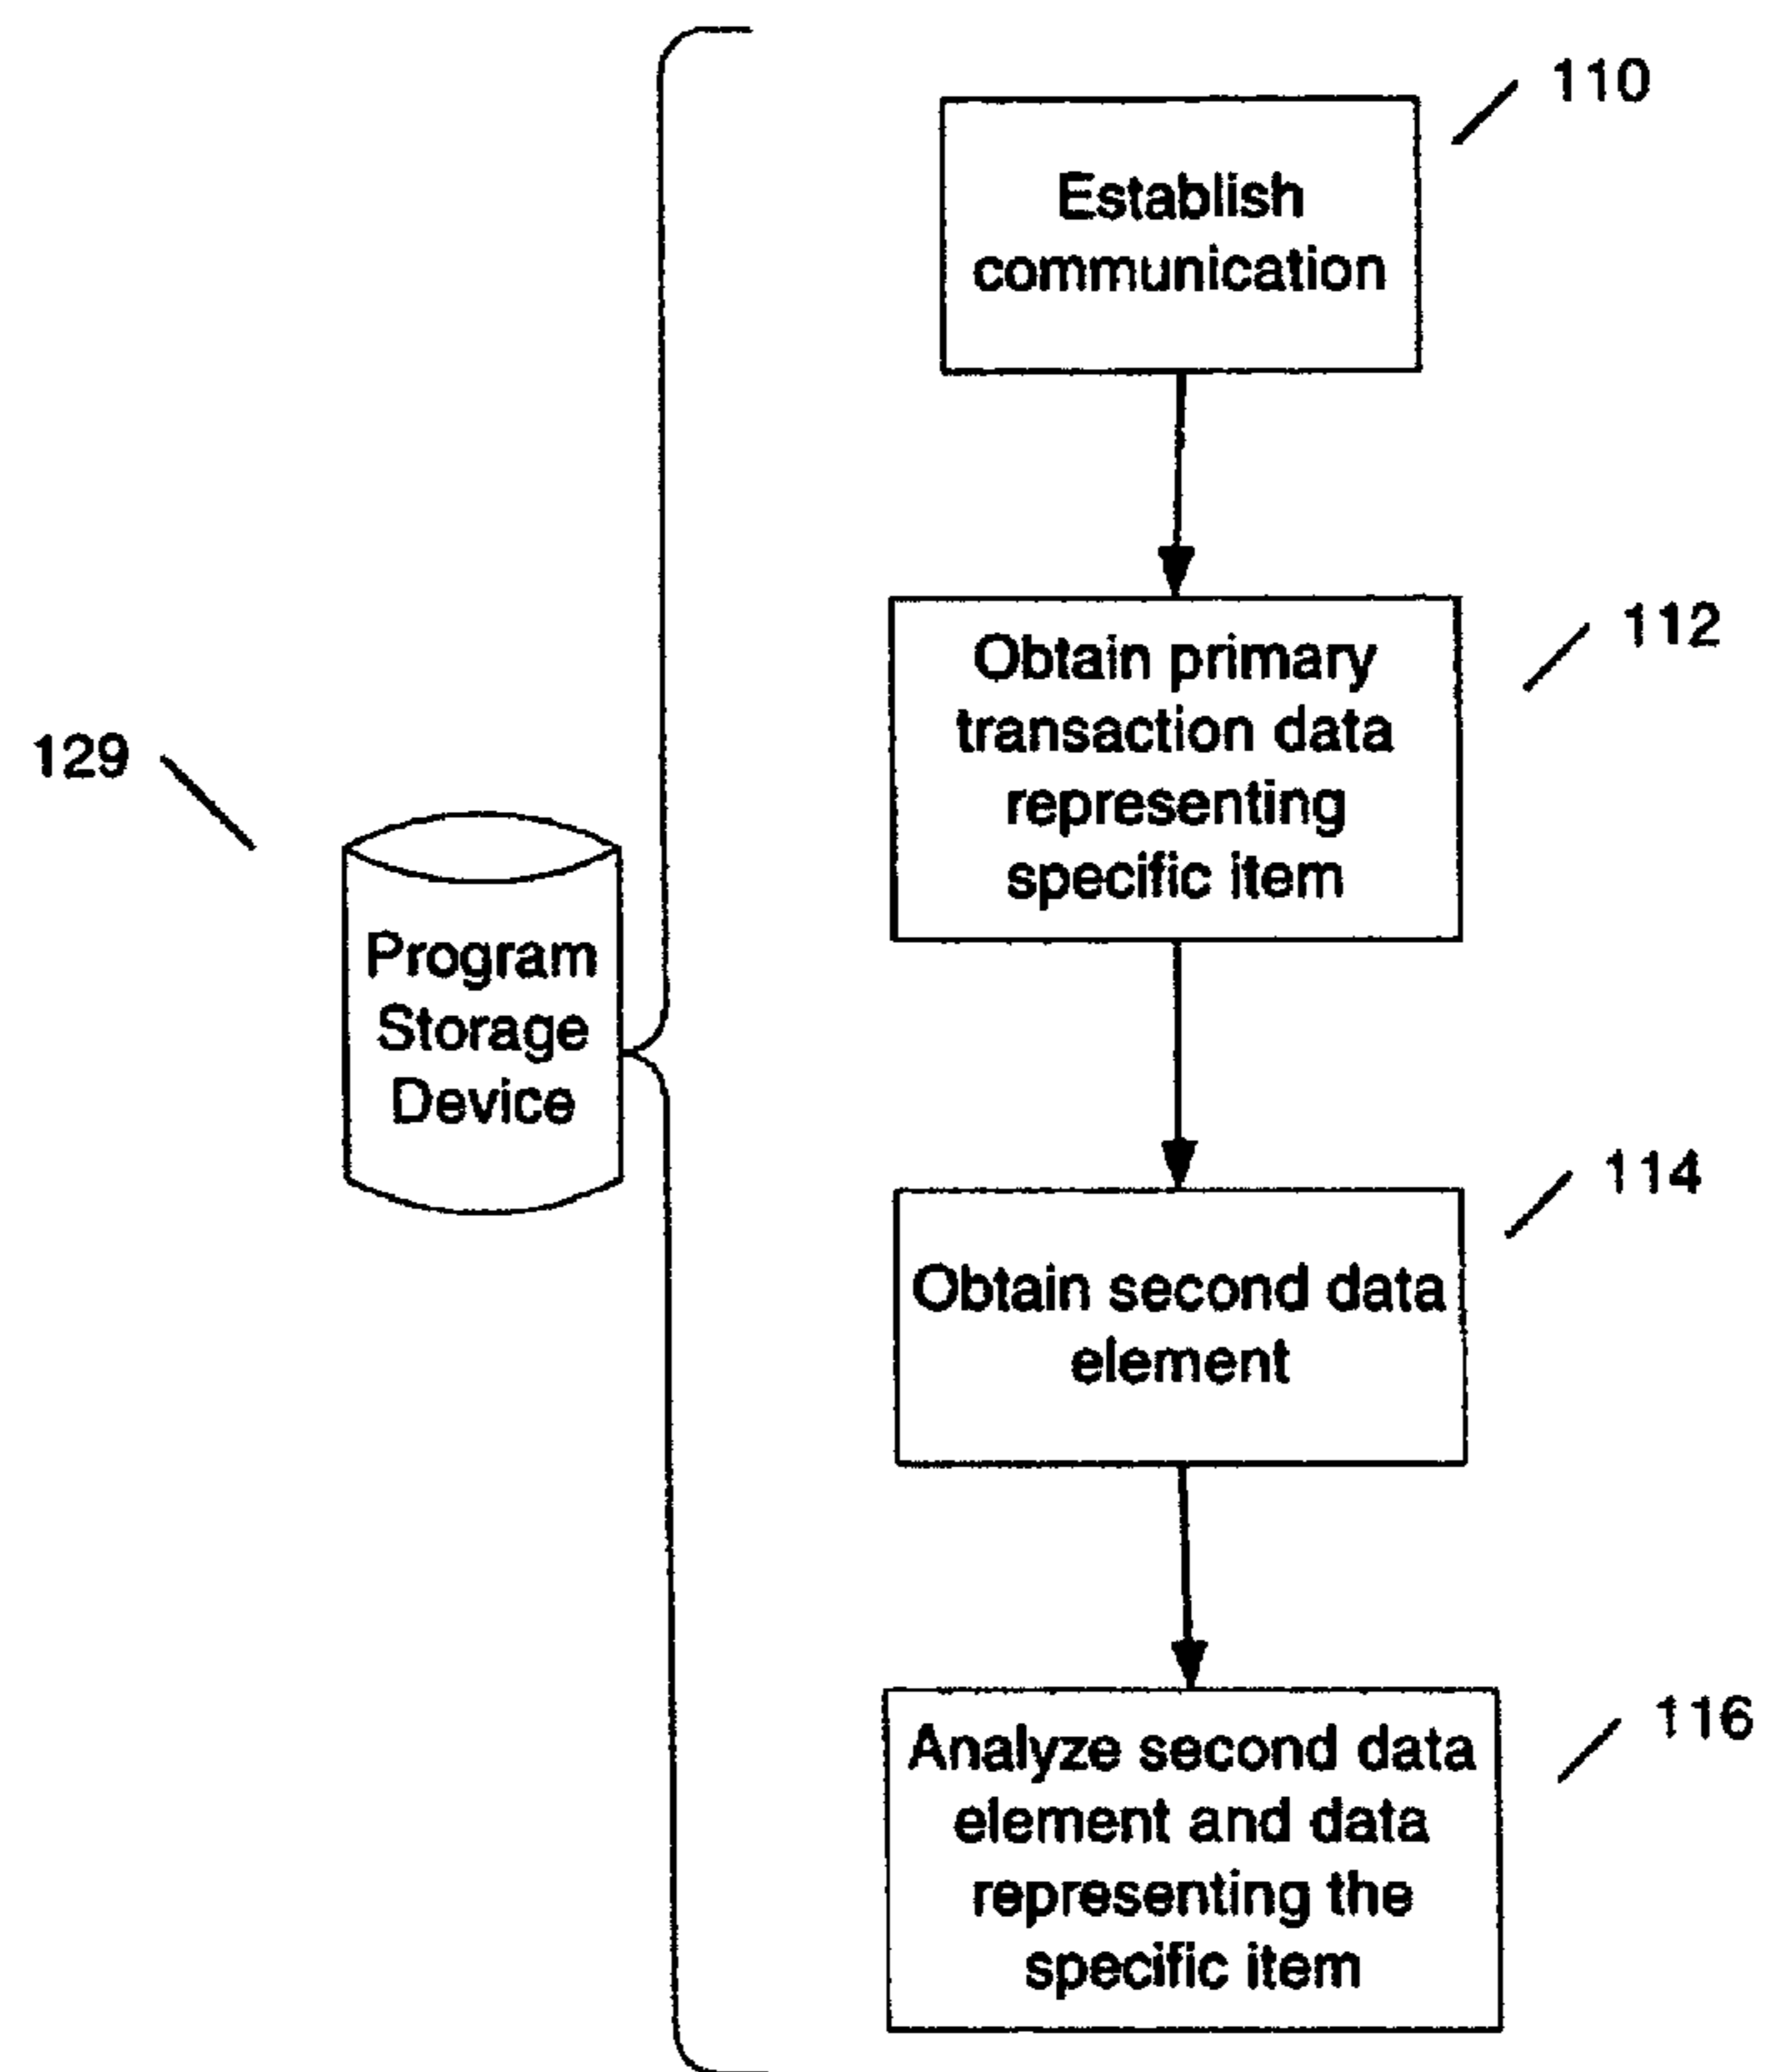 110
Establish
communication
112
Obtain primary
transaction data
representing
specific item
129
Program
Storage
Device
114
Obtain second data
element
116
Analyze second data
element and data
representing the
specific item